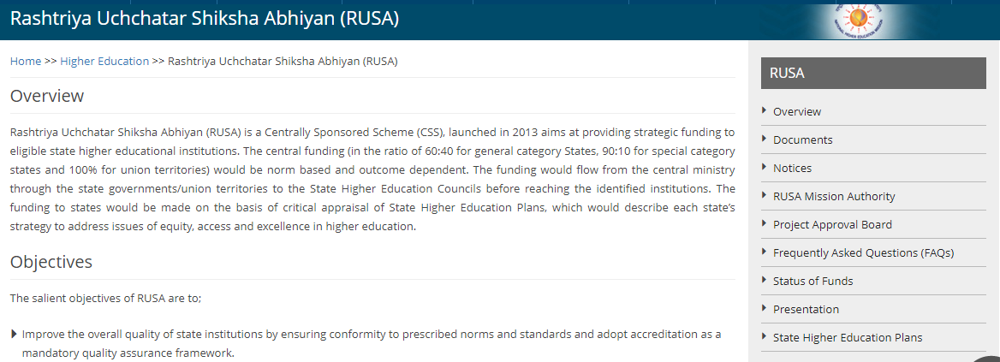 Rashtriya Uchchatar Shiksha Abhiyan (RUSA)
Home >> Higher Education >> Rashtriya Uchchatar Shiksha Abhiyan (RUSA)
Overview
Rashtriya Uchchatar Shiksha Abhiyan (RUSA) is a Centrally Sponsored Scheme (CSS), launched in 2013 aims at providing strategic funding to
eligible state higher educational institutions. The central funding (in the ratio of 60:40 for general category States, 90:10 for special category
states and 100% for union territories) would be norm based and outcome dependent. The funding would flow from the central ministry
through the state governments/union territories to the State Higher Education Councils before reaching the identified institutions. The
funding to states would be made on the basis of critical appraisal of State Higher Education Plans, which would describe each state's
strategy to address issues of equity, access and excellence in higher education.
Objectives
The salient objectives of RUSA are to;
Improve the overall quality of state institutions by ensuring conformity to prescribed norms and standards and adopt accreditation as a
mandatory quality assurance framework.
NATIONAL HIGHER EDUCATION MISSION
RUSA
Overview
Documents
Notices
RUSA Mission Authority
Project Approval Board
Frequently Asked Questions (FAQs)
Status of Funds
Presentation
State Higher Education Plans